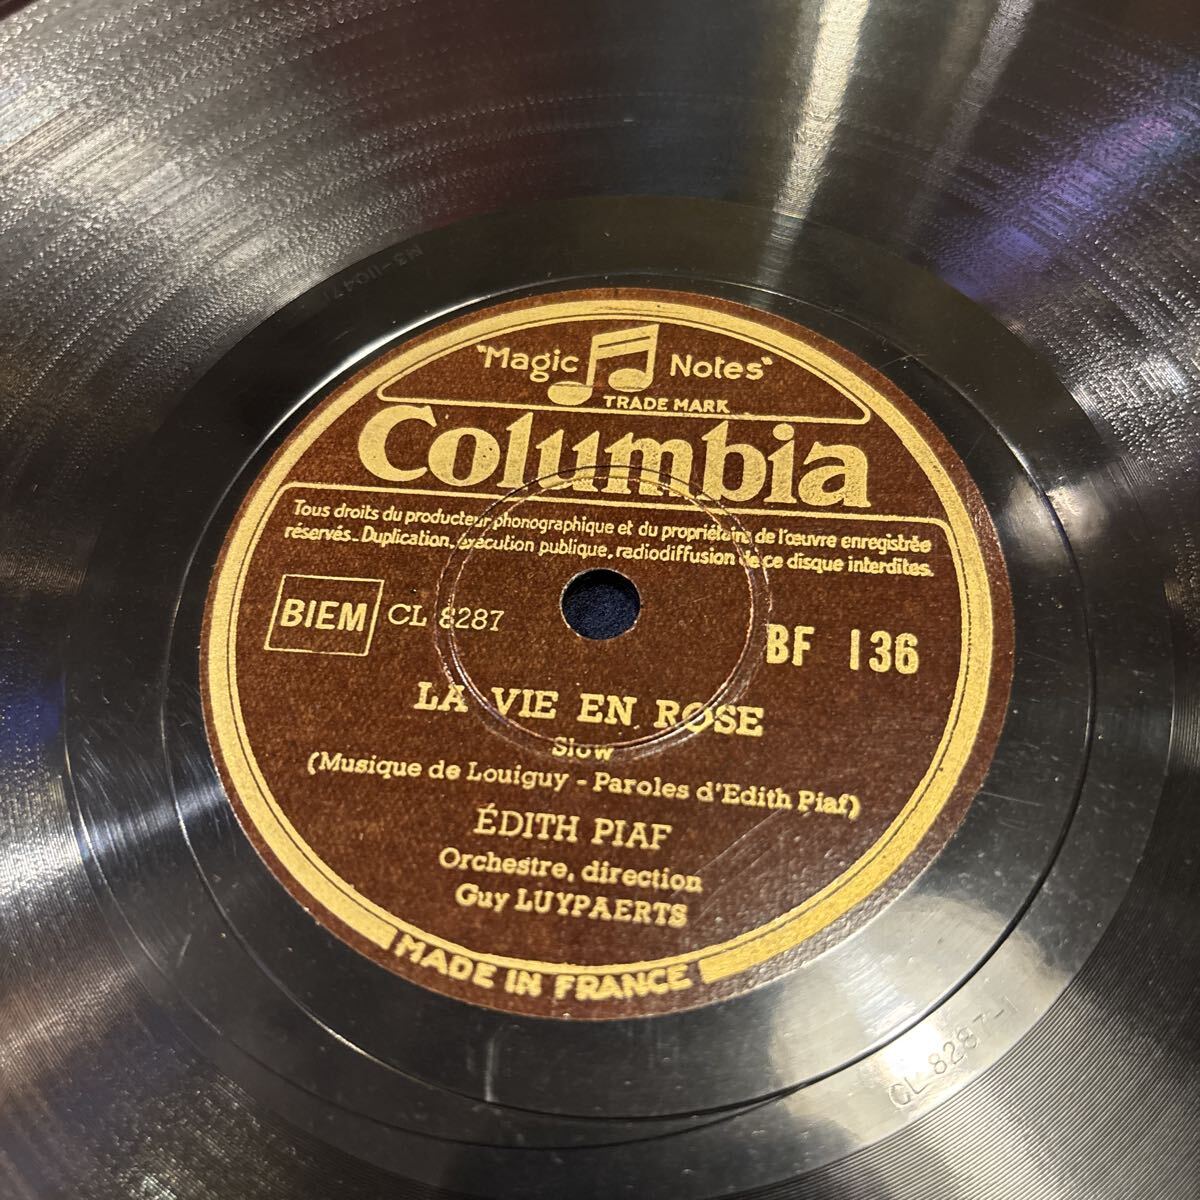 "Magic Notes"
TRADE MARK
Columbia
Tous droits du producteur phonographique et du propriétaire de l'œuvre enregistrée
réservés_ Duplication, exécution publique, radiodiffusion de ce disque interdites.
BIEM CL 8287
BF 136
LA VIE EN ROSE
Slow
(Musique de Louiguy - Paroles d'Edith Piaf)
ÉDITH PIAF
Orchestre, direction
Guy LUYPAERTS
MADE IN FRANCE
CL 8287-1